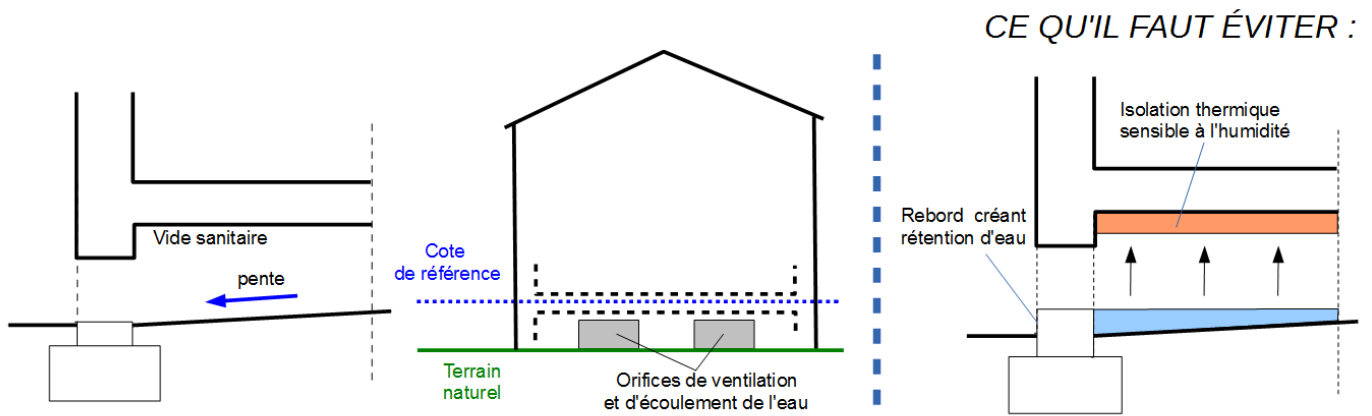 CE QU'IL FAUT ÉVITER :
Vide sanitaire
pente
Cote
de référence
Terrain
naturel
Orifices de ventilation
et d'écoulement de l'eau
Isolation thermique
sensible à l'humidité
Rebord créant
rétention d'eau